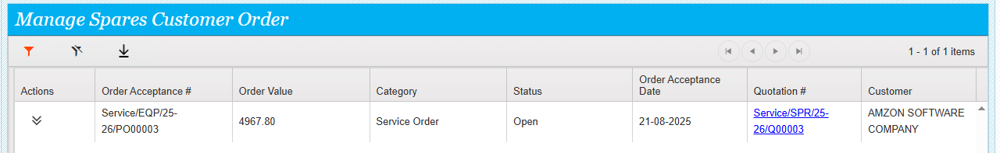 Manage Spares Customer Order
1 - 1 of 1 items
Actions
Order Acceptance #
Order Value
Category
Status
Order Acceptance
Date
Quotation #
Customer
Service/EQP/25-
26/PO00003
4967.80
Service Order
Open
21-08-2025
Service/SPR/25-
26/Q00003
AMZON SOFTWARE
COMPANY